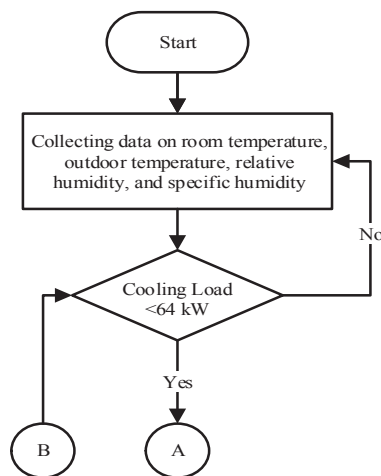 Start
Collecting data on room temperature,
outdoor temperature, relative
humidity, and specific humidity
No
Cooling Load
<64 kW
Yes
B
A